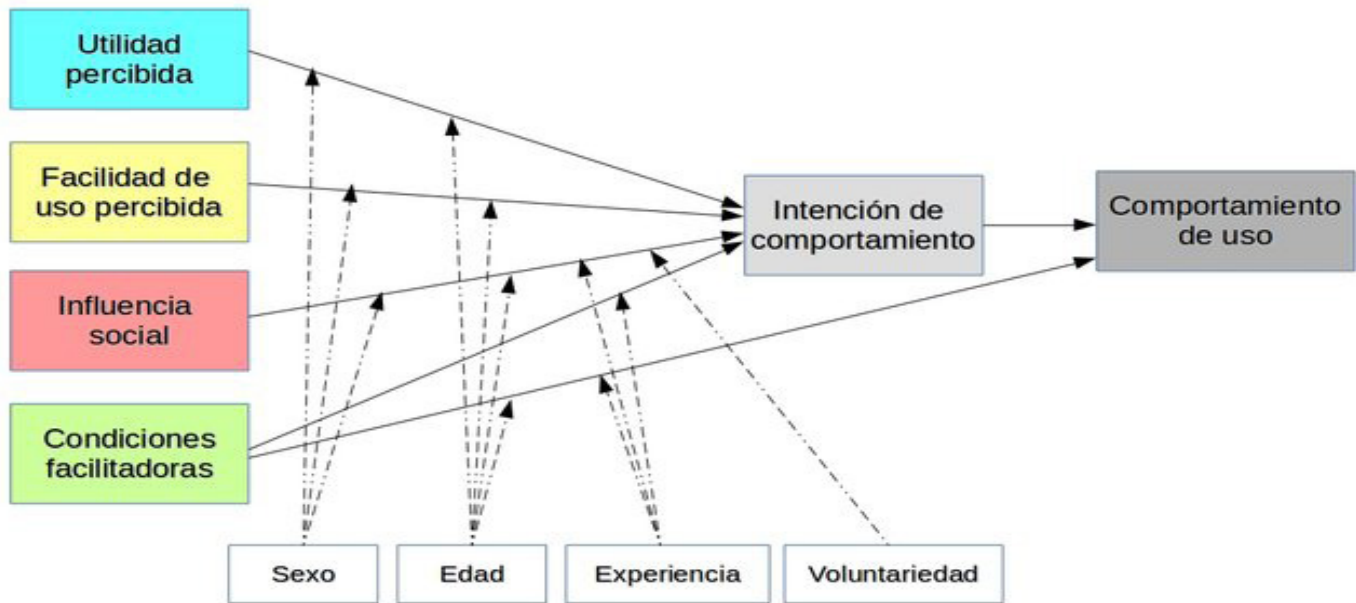 Utilidad
percibida
Facilidad de
uso percibida
Influencia
social
Condiciones
facilitadoras
Intención de
comportamiento
Comportamiento
de uso
Sexo
Edad
Experiencia
Voluntariedad